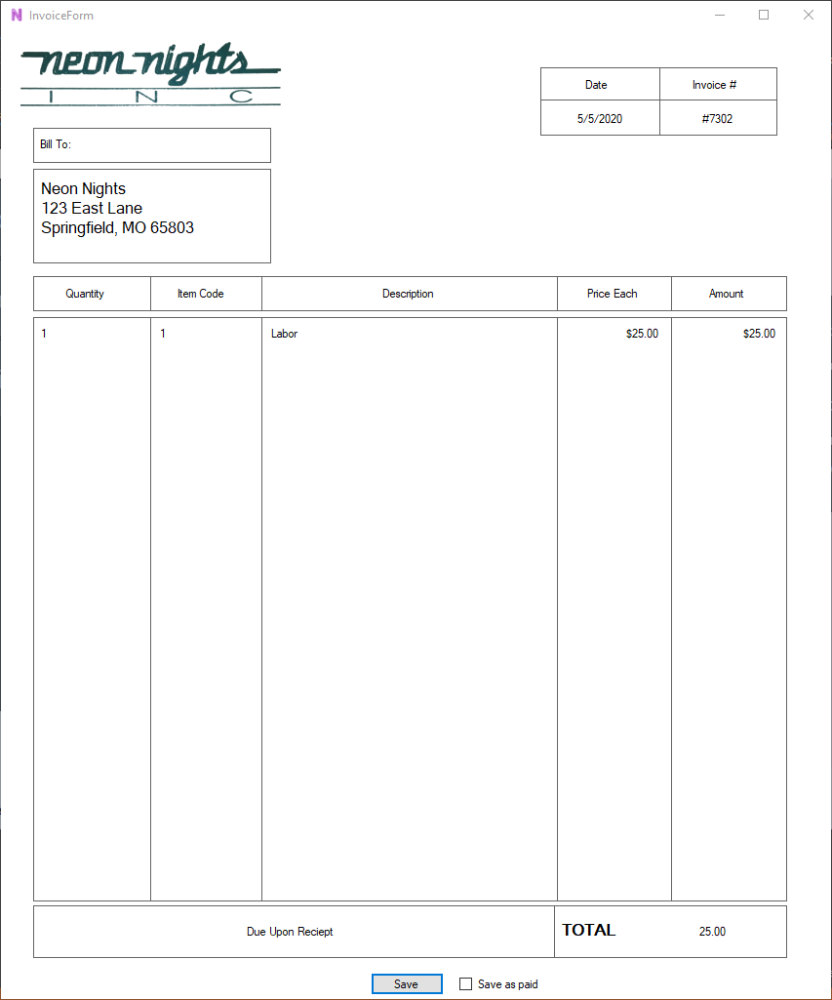 N InvoiceForm
neon nights
INC
Date Invoice #
5/5/2020 #7302
Bill To:
Neon Nights
123 East Lane
Springfield, MO 65803
Quantity Item Code Description Price Each Amount
1 1 Labor $25.00 $25.00
Due Upon Reciept TOTAL 25.00
Save Save as paid